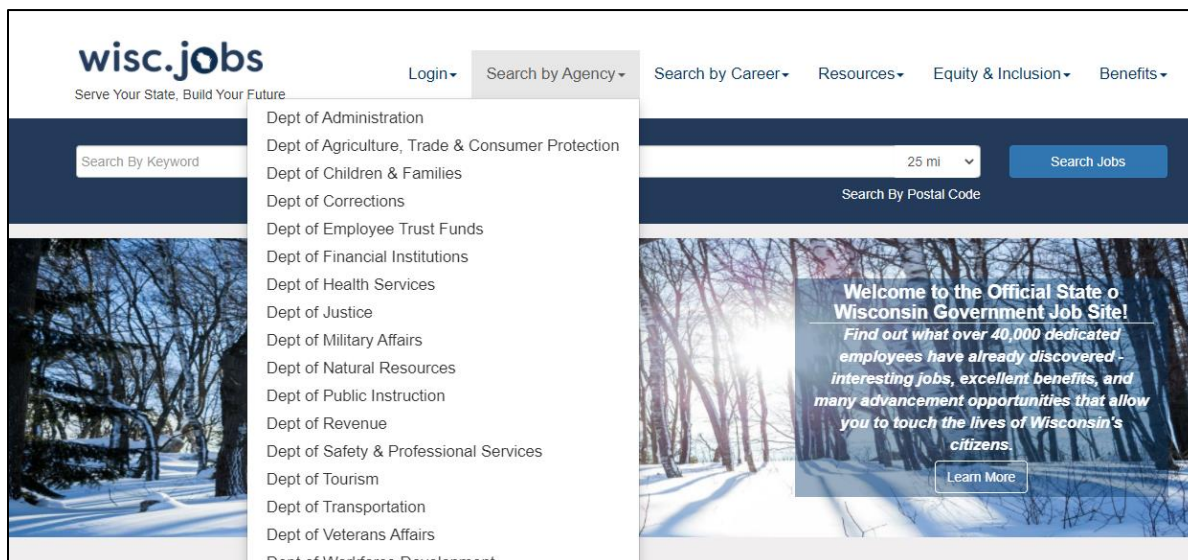 wisc.jobs
Serve Your State, Build Your Future
Login
Search by Agency
Search by Career
Resources
Equity & Inclusion
Benefits
Dept of Administration
Dept of Agriculture, Trade & Consumer Protection
Dept of Children & Families
Dept of Corrections
Dept of Employee Trust Funds
Dept of Financial Institutions
Dept of Health Services
Dept of Justice
Dept of Military Affairs
Dept of Natural Resources
Dept of Public Instruction
Dept of Revenue
Dept of Safety & Professional Services
Dept of Tourism
Dept of Transportation
Dept of Veterans Affairs
Dept of Workforce Development
Search By Keyword
25 mi
Search Jobs
Search By Postal Code
Welcome to the Official State o
Wisconsin Government Job Site!
Find out what over 40,000 dedicated
employees have already discovered -
interesting jobs, excellent benefits, and
many advancement opportunities that allow
you to touch the lives of Wisconsin's
citizens.
Learn More